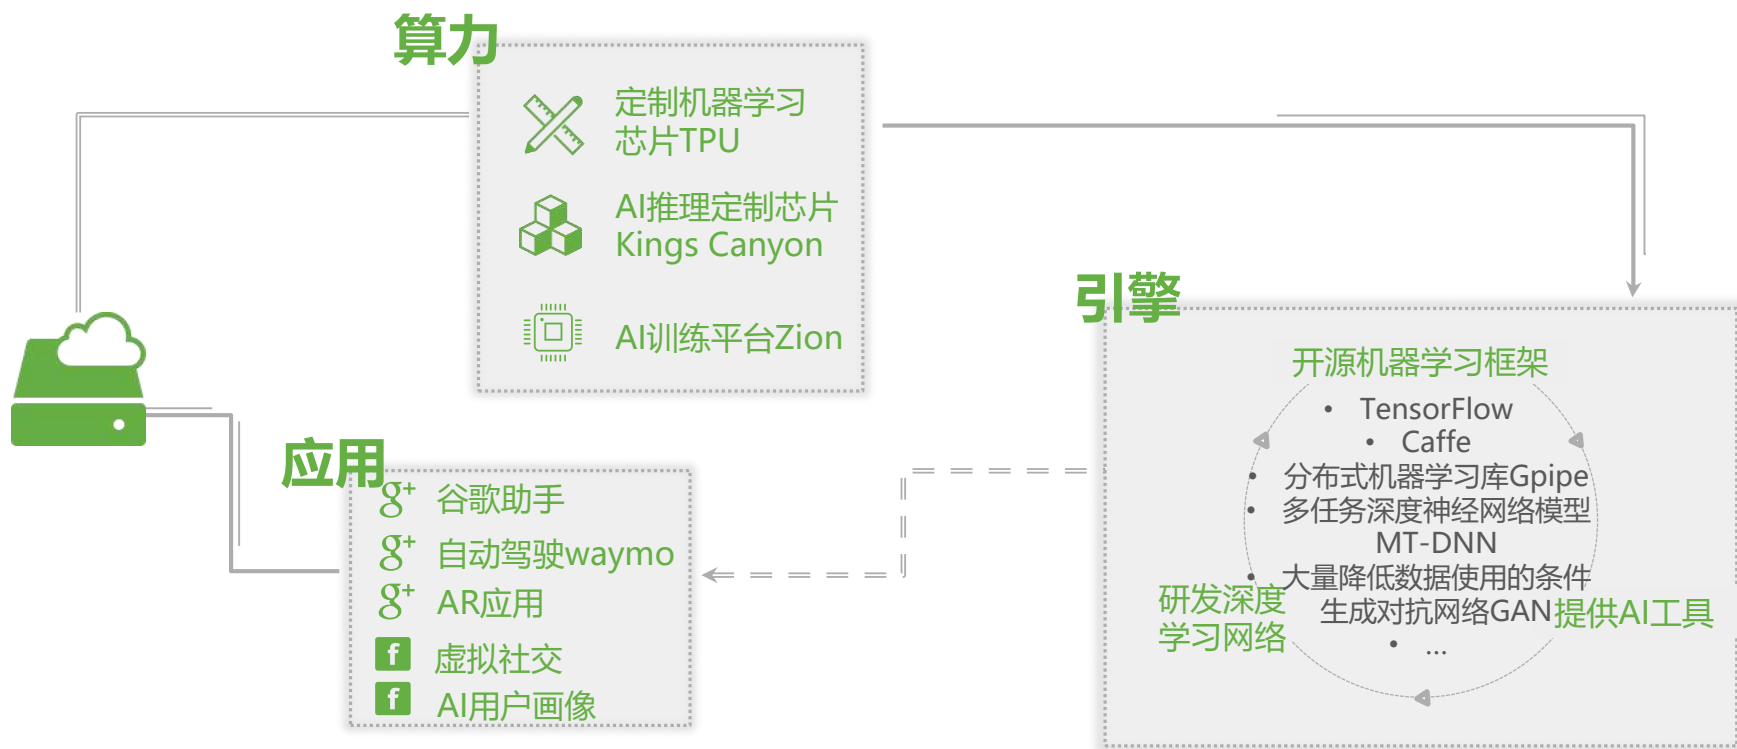 算力
定制机器学习
芯片TPU
AI推理定制芯片
Kings Canyon
AI训练平台Zion
引擎
开源机器学习框架
• TensorFlow
• Caffe
• 分布式机器学习库Gpipe
• 多任务深度神经网络模型
MT-DNN
• 大量降低数据使用的条件
生成对抗网络GAN
• ...
研发深度
学习网络
提供AI工具
应用
g+ 谷歌助手
g+ 自动驾驶waymo
g+ AR应用
f 虚拟社交
f AI用户画像